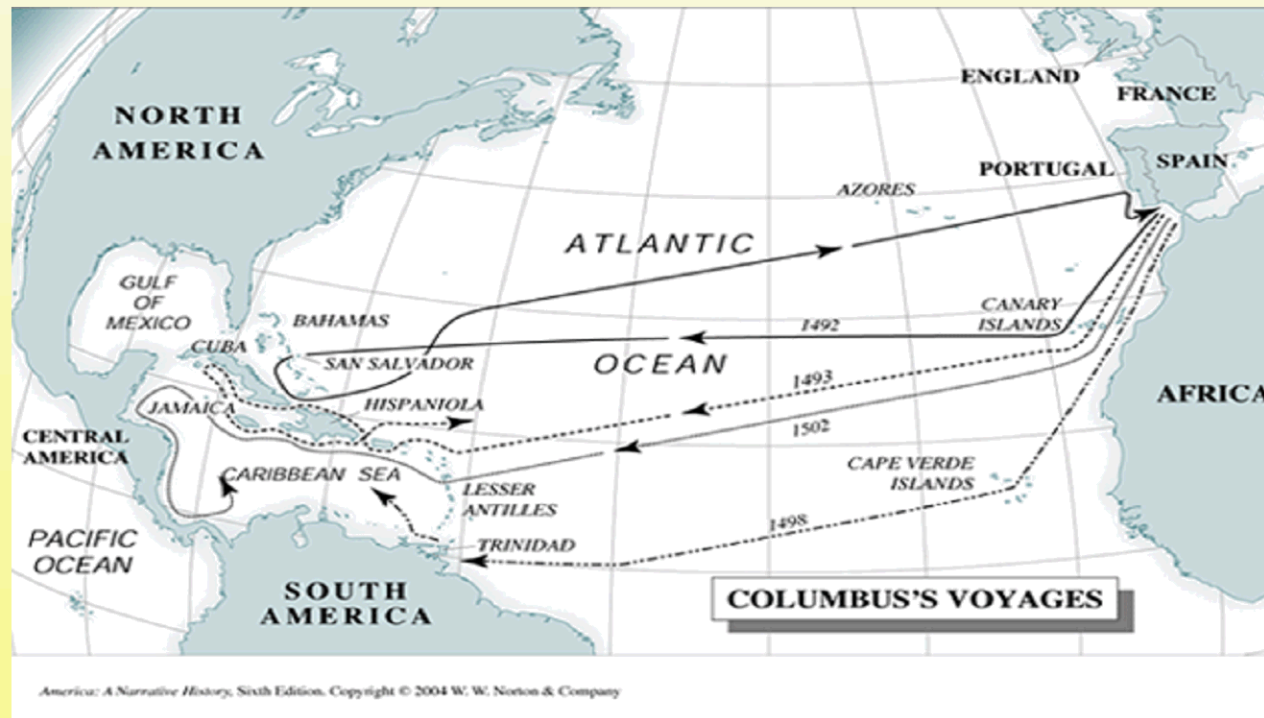 ENGLAND
FRANCE
NORTH
AMERICA
PORTUGAL
SPAIN
AZORES
ATLANTIC
GULF
OF
MEXICO
BAHAMAS
CANARY
ISLANDS
1492
CUBA
SAN SALVADOR
OCEAN
1493
JAMAICA
HISPANIOLA
AFRICA
1502
CENTRAL
AMERICA
CARIBBEAN SEA
CAPE VERDE
ISLANDS
LESSER
ANTILLES
1498
PACIFIC
OCEAN
TRINIDAD
SOUTH
AMERICA
COLUMBUS'S VOYAGES
America: A Narrative History, Sixth Edition. Copyright © 2004 W. W. Norton & Company